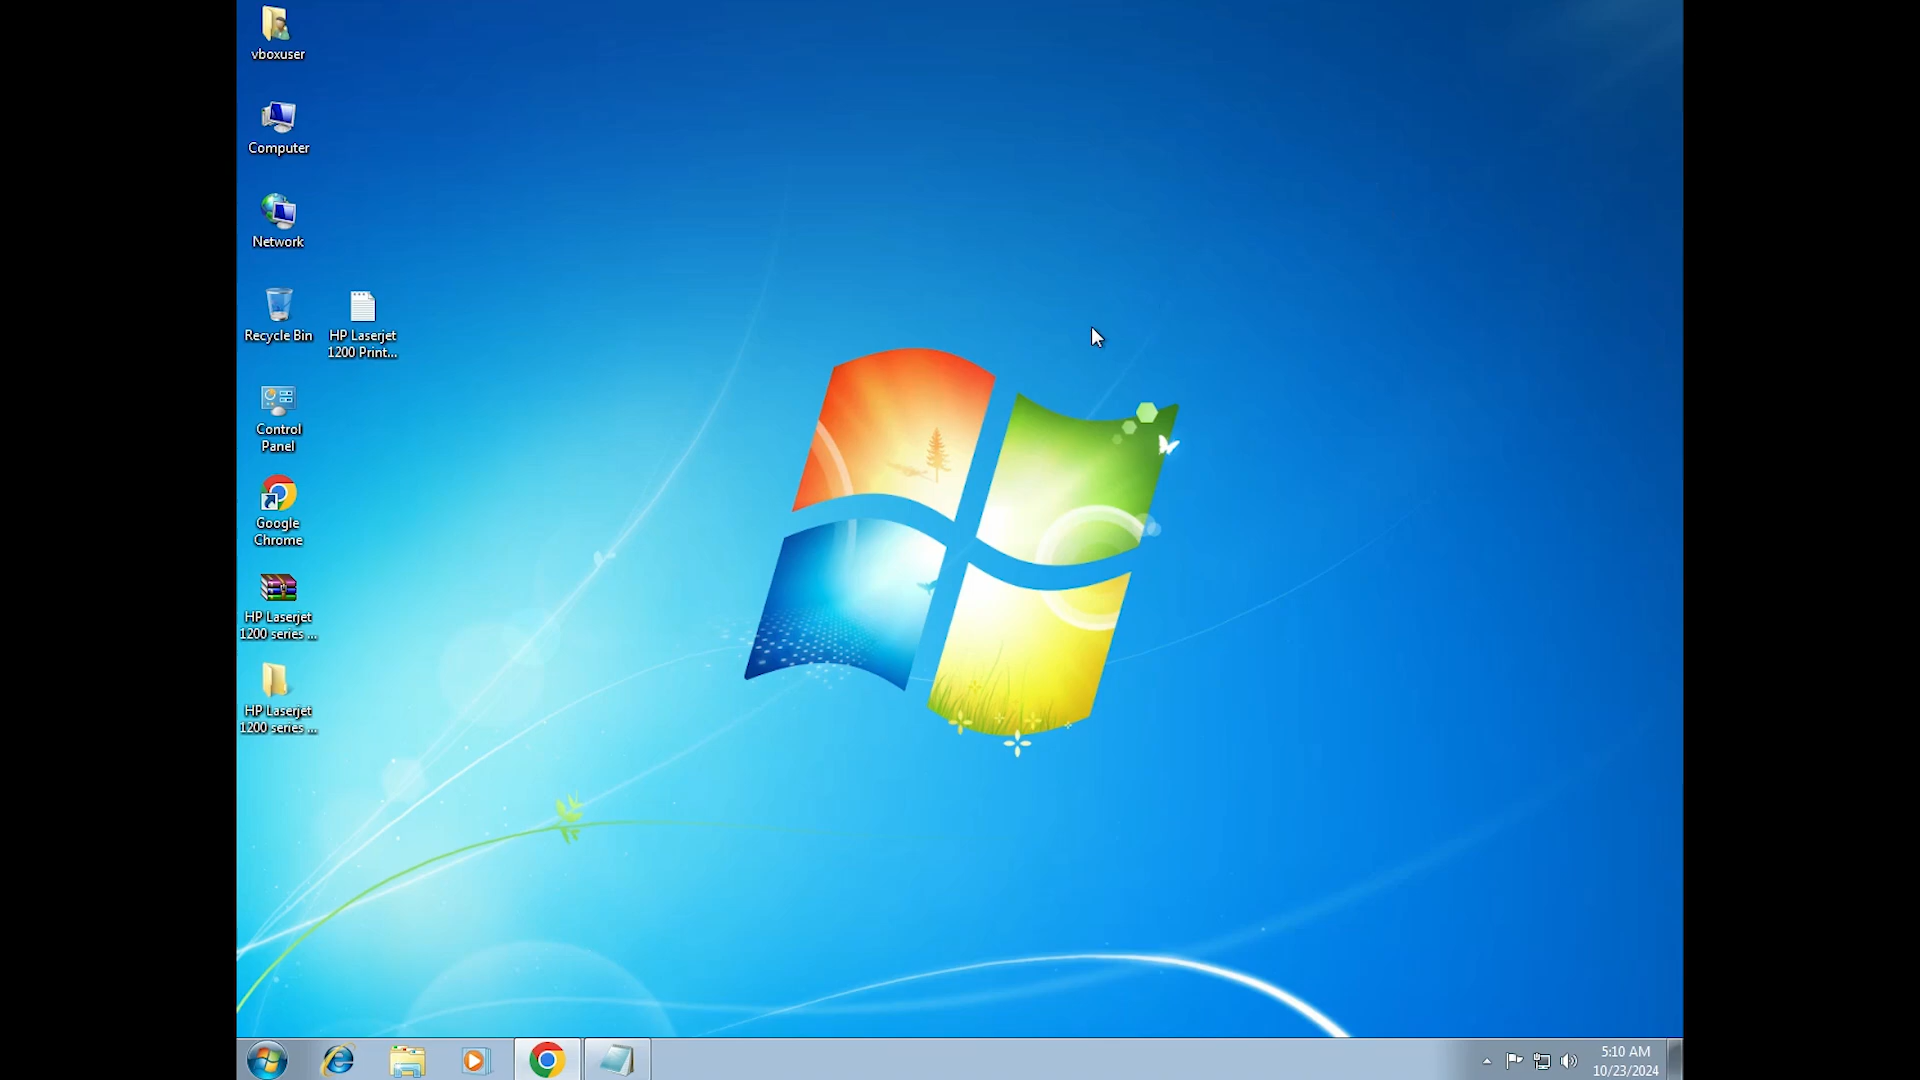 vboxuser
Computer
Network
Recycle Bin
HP Laserjet
1200 Print...
Control
Panel
Google
Chrome
HP Laserjet
1200 series ...
HP Laserjet
1200 series ...
5:10 AM
10/23/2024